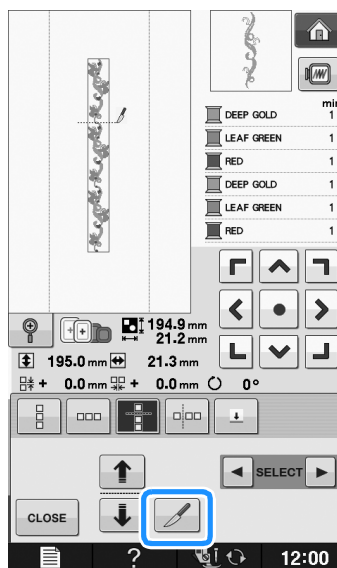 min
DEEP GOLD 1
LEAF GREEN 1
RED 1
DEEP GOLD 1
LEAF GREEN 1
RED 1
194.9 mm
21.2 mm
195.0 mm 21.3 mm
+ 0.0 mm + 0.0 mm 0°
SELECT
CLOSE
? 12:00